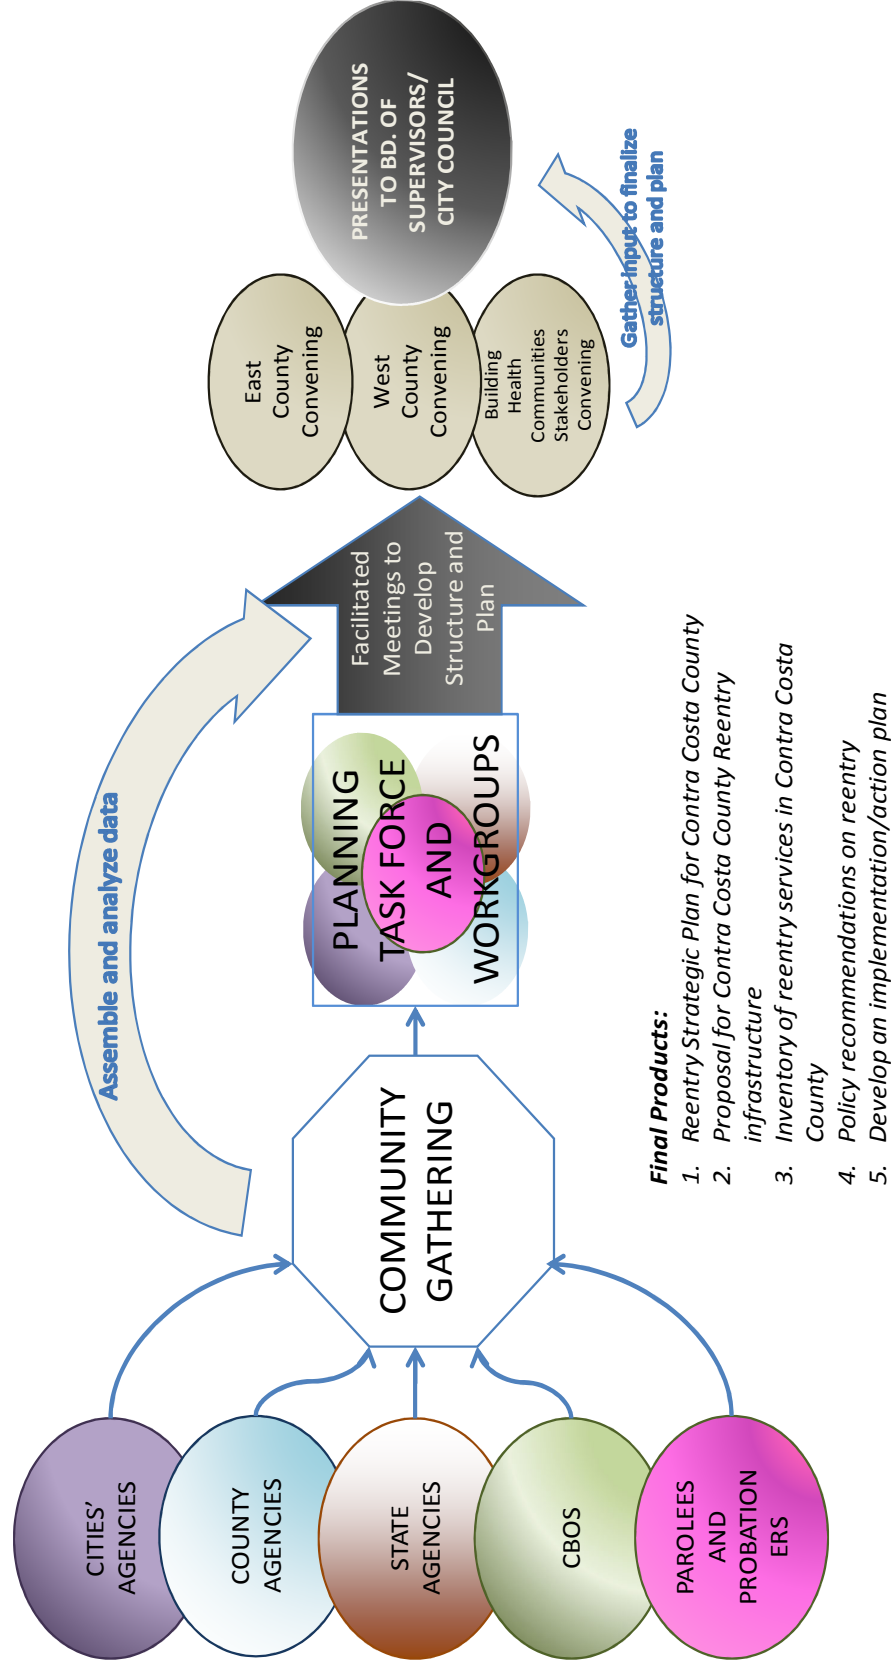 CITIES'
AGENCIES
COUNTY
AGENCIES
STATE
AGENCIES
CBOS
PAROLEES
AND
PROBATION
ERS
COMMUNITY
GATHERING
Assemble and analyze data
PLANNING
TASK FORCE
AND
WORKGROUPS
Facilitated
Meetings to
Develop
Structure and
Plan
East
County
Convening
West
County
Convening
Building
Health
Communities
Stakeholders
Convening
PRESENTATIONS
TO BD. OF
SUPERVISORS/
CITY COUNCIL
Gather input to finalize
structure and plan
Final Products:
1. Reentry Strategic Plan for Contra Costa County
2. Proposal for Contra Costa County Reentry
infrastructure
3. Inventory of reentry services in Contra Costa
County
4. Policy recommendations on reentry
5. Develop an implementation/action plan